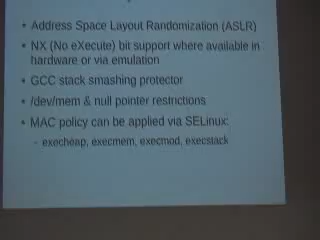 • Address Space Layout Randomization (ASLR)
• NX (No eXecute) bit support where available in
hardware or via emulation
• GCC stack smashing protector
• /dev/mem & null pointer restrictions
• MAC policy can be applied via SELinux:
– execheap, execmem, execmod, execstack